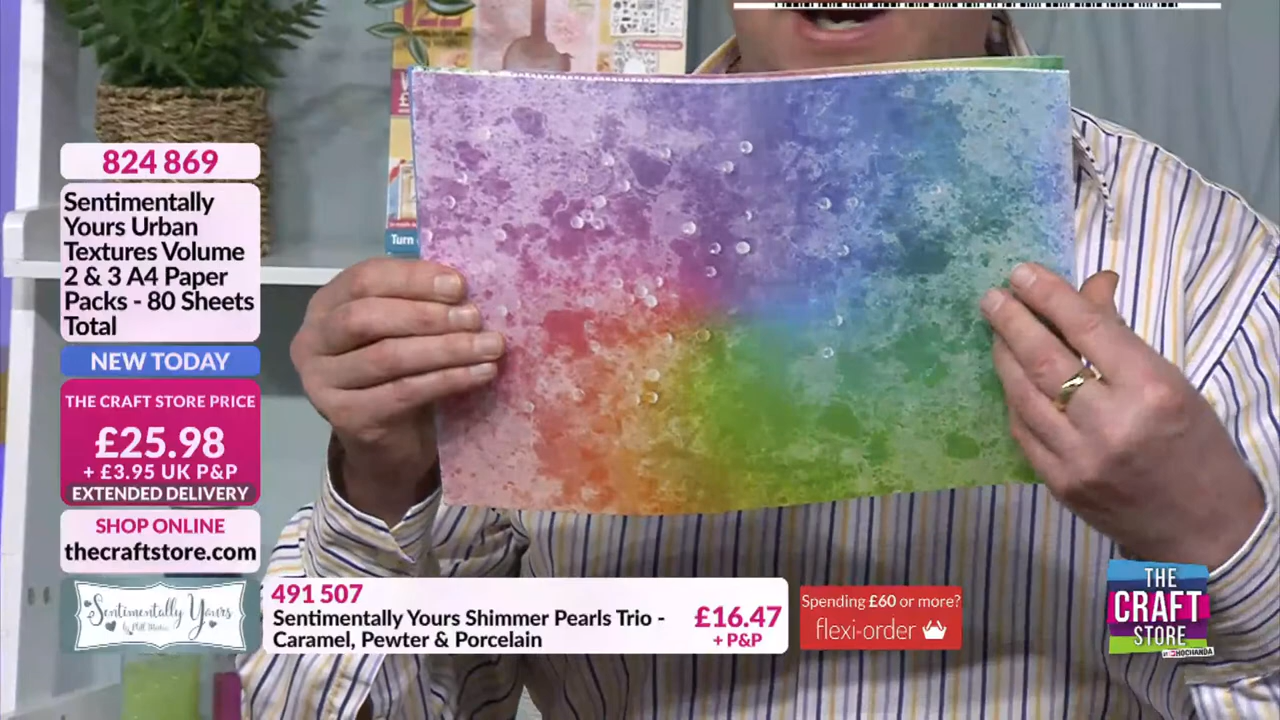 824 869
Sentimentally
Yours Urban
Textures Volume
2 & 3 A4 Paper
Packs - 80 Sheets
Total
NEW TODAY
THE CRAFT STORE PRICE
£25.98
+ £3.95 UK P&P
EXTENDED DELIVERY
SHOP ONLINE
thecraftstore.com
Sentimentally Yours
491 507
Sentimentally Yours Shimmer Pearls Trio -
Caramel, Pewter & Porcelain
£16.47
+ P&P
Spending £60 or more?
flexi-order
THE
CRAFT
STORE
HOCHANDA
Turn